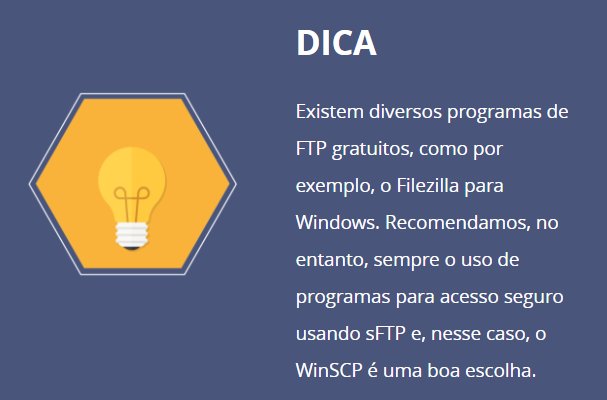 DICA
Existem diversos programas de
FTP gratuitos, como por
exemplo, o Filezilla para
Windows. Recomendamos, no
entanto, sempre o uso de
programas para acesso seguro
usando sFTP e, nesse caso, o
WinSCP é uma boa escolha.